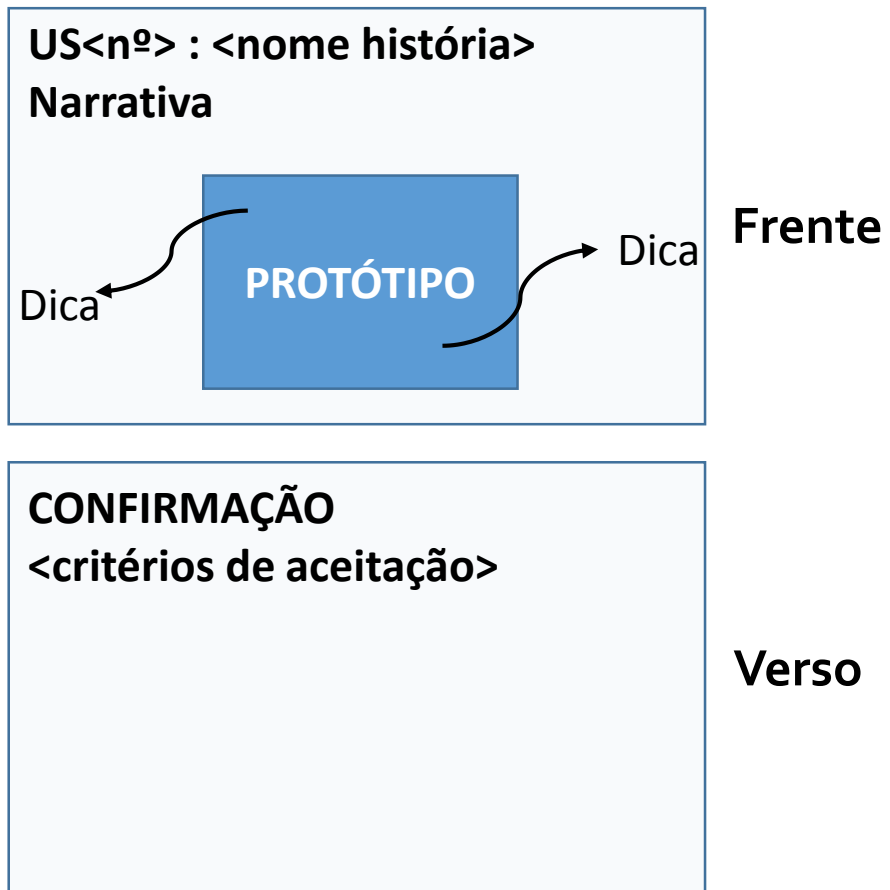 US<nº> : <nome história>
Narrativa
Frente
Dica
PROTÓTIPO
Dica
CONFIRMAÇÃO
<critérios de aceitação>
Verso